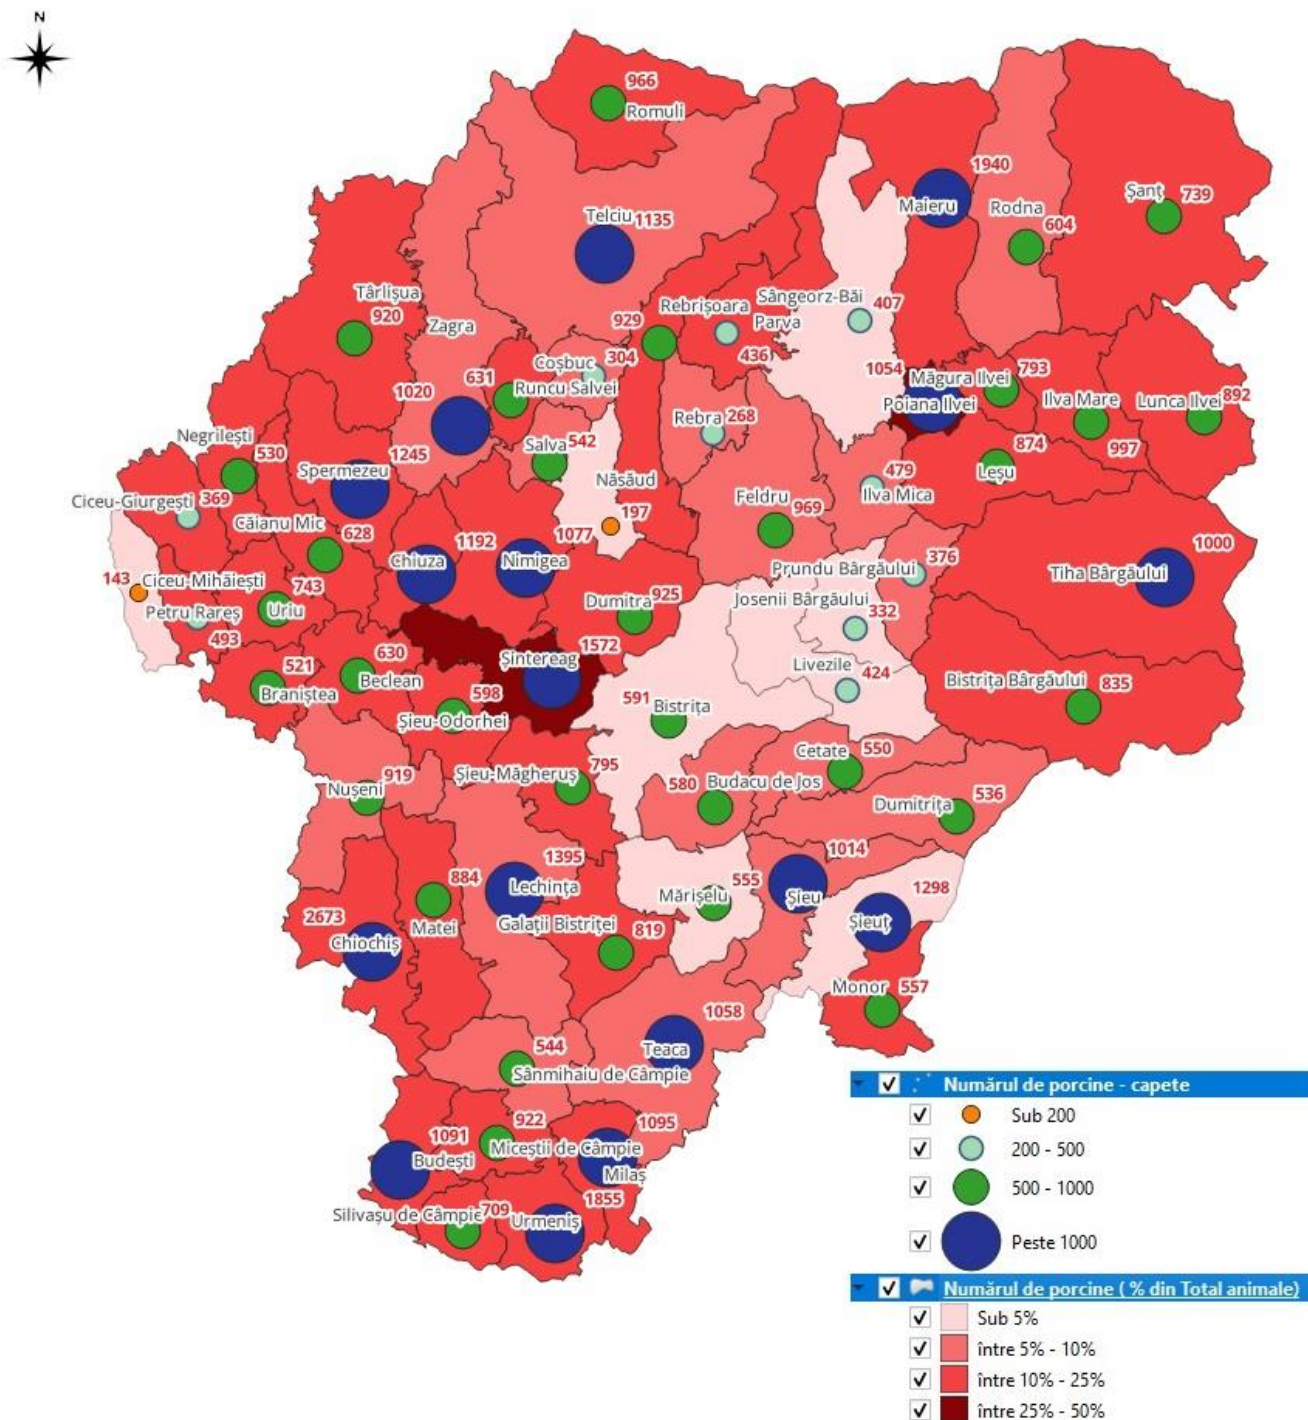 N
966
Romuli
1940
Maieru
Rodna
604
Șanț
739
Telciu 1135
Târlișua
920
Zagra
Rebrișoara
929
Parva
436
Sângeorz-Băi
407
Coșbuc
304
Runcu Salvei
631
1020
1054
Măgura Ilvei
793
Poiana Ilvei
Ilva Mare
997
Lunca Ilvei 892
Rebra 268
Salva 542
Negrilești
530
Spermezeu
1245
Năsăud
197
Feldru
969
479
Ilva Mica
874
Leșu
Ciceu-Giurgești
369
Căianu Mic
628
Chiuza
1192
Nimigea
1077
Prundu Bârgăului
376
Tiha Bârgăului
1000
143
Ciceu-Mihăiești
743
Uriu
Petru Rareș
493
Dumitra 925
Josenii Bârgăului
332
Livezile
424
Șintereag
1572
521
Braniștea
630
Beclean
598
Șieu-Odorhei
591
Bistrița
Bistrița Bârgăului
835
Cetate
550
Șieu-Măgheruș
795
580
Budacu de Jos
Dumitrița
536
Nușeni
919
1395
Lechința
884
Matei
555
Mărișelu
1014
Șieu
1298
Șieuț
2673
Chiochiș
Galații Bistriței
819
Monor
557
1058
Teaca
544
Sânmihaiu de Câmpie
922
Miceștii de Câmpie
1095
Milaș
1091
Budești
Silivașu de Câmpie 709
Urmeniș
1855
Numărul de porcine - capete
Sub 200
200 - 500
500 - 1000
Peste 1000
Numărul de porcine ( % din Total animale)
Sub 5%
între 5% - 10%
între 10% - 25%
între 25% - 50%